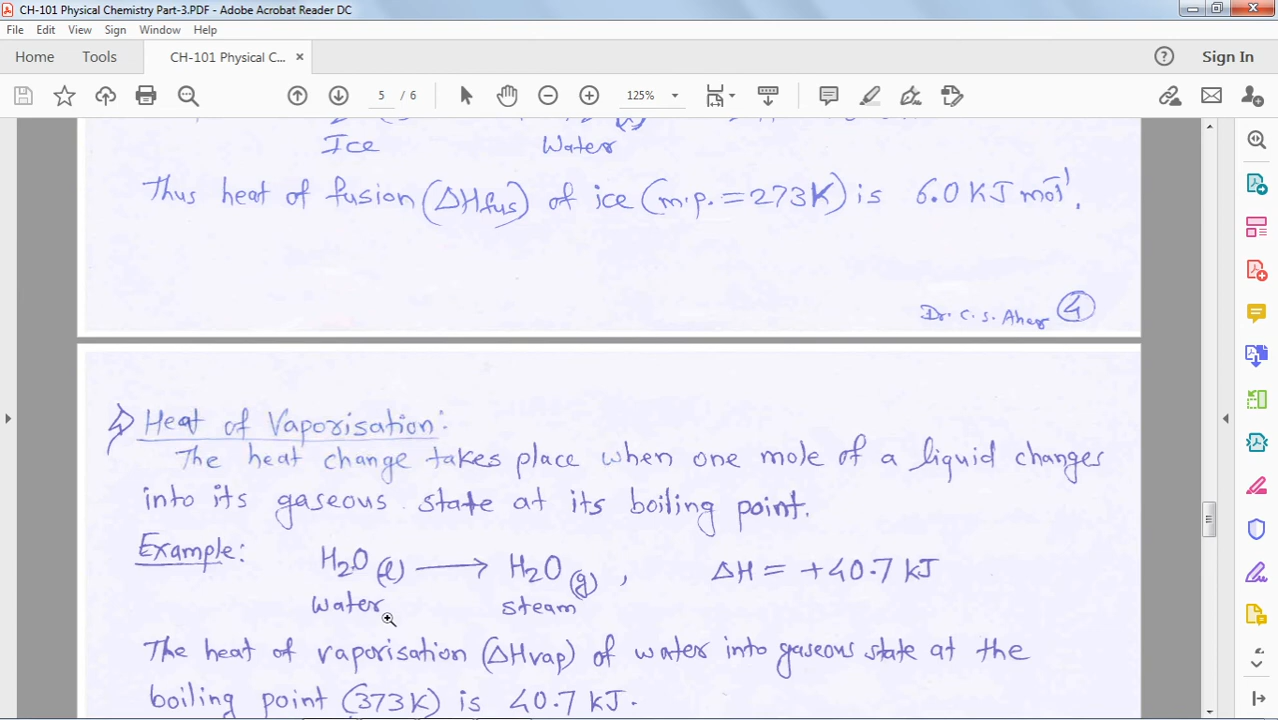 CH-101 Physical Chemistry Part-3.PDF - Adobe Acrobat Reader DC
File Edit View Sign Window Help
Home Tools CH-101 Physical C... × Sign In
5 / 6 125%
Ice Water
Thus heat of fusion (ΔHfus) of ice (m.p. = 273K) is 6.0 KJ mol⁻¹.
Dr. C. S. Aher 4
Heat of Vaporisation:
The heat change takes place when one mole of a liquid changes
into its gaseous state at its boiling point.
Example: H₂O (l) ⟶ H₂O (g) , ΔH = +40.7 kJ
water steam
The heat of vaporisation (ΔHvap) of water into gaseous state at the
boiling point (373K) is 40.7 kJ.